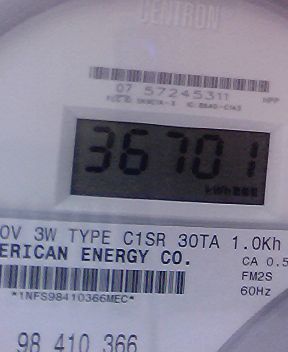 CENTRON
07 57245311
36701
kWh
0V 3W TYPE C1SR 30TA 1.0Kh
ERICAN ENERGY CO.
CA 0.5
FM2S
60Hz
*1NFS98410366MEC*
98 410 366